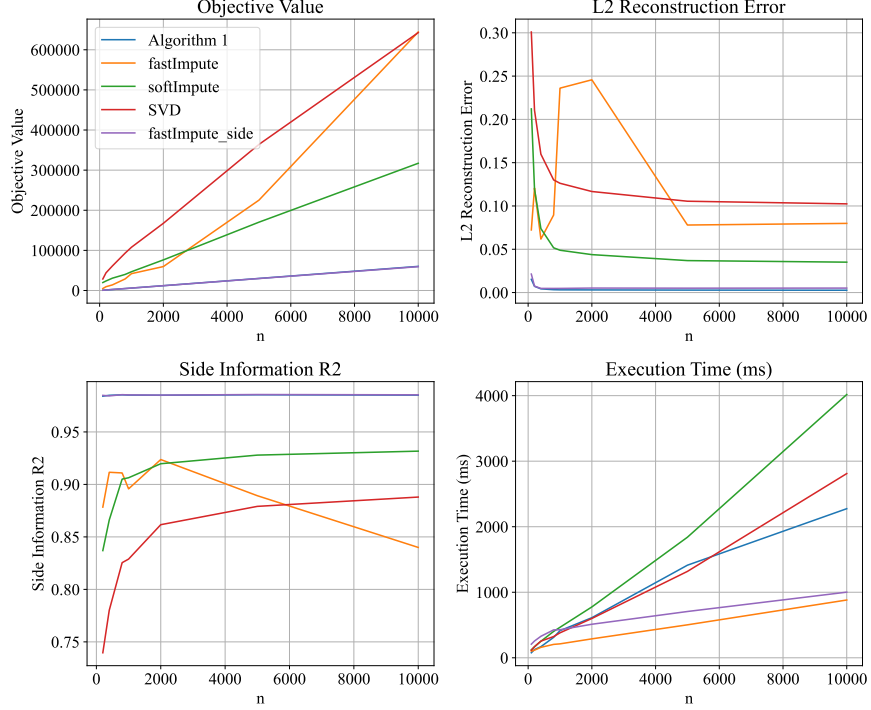 Objective Value
Objective Value
600000
500000
400000
300000
200000
100000
0
Algorithm 1
fastImpute
softImpute
SVD
fastImpute_side
0 2000 4000 6000 8000 10000
n
L2 Reconstruction Error
L2 Reconstruction Error
0.30
0.25
0.20
0.15
0.10
0.05
0.00
0 2000 4000 6000 8000 10000
n
Side Information R2
Side Information R2
0.95
0.90
0.85
0.80
0.75
0 2000 4000 6000 8000 10000
n
Execution Time (ms)
Execution Time (ms)
4000
3000
2000
1000
0
0 2000 4000 6000 8000 10000
n